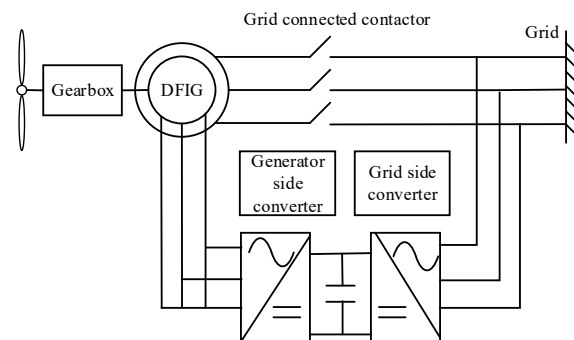 Grid connected contactor
Grid
Gearbox
DFIG
Generator
side
converter
Grid side
converter